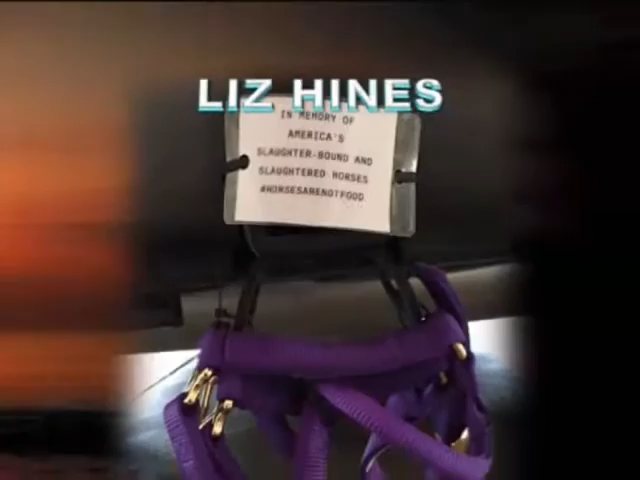 LIZ HINES
IN MEMORY OF
AMERICA'S
SLAUGHTER-BOUND AND
SLAUGHTERED HORSES
#HORSESARENOTFOOD